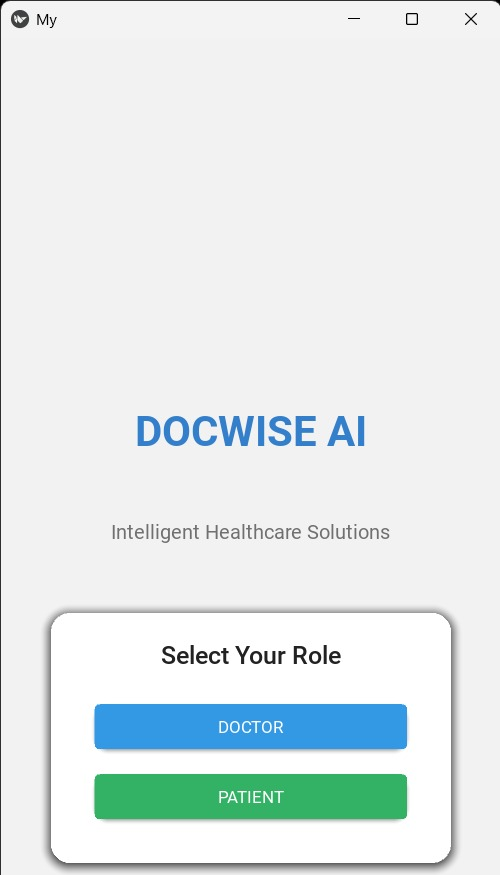 My
DOCWISE AI
Intelligent Healthcare Solutions
Select Your Role
DOCTOR
PATIENT